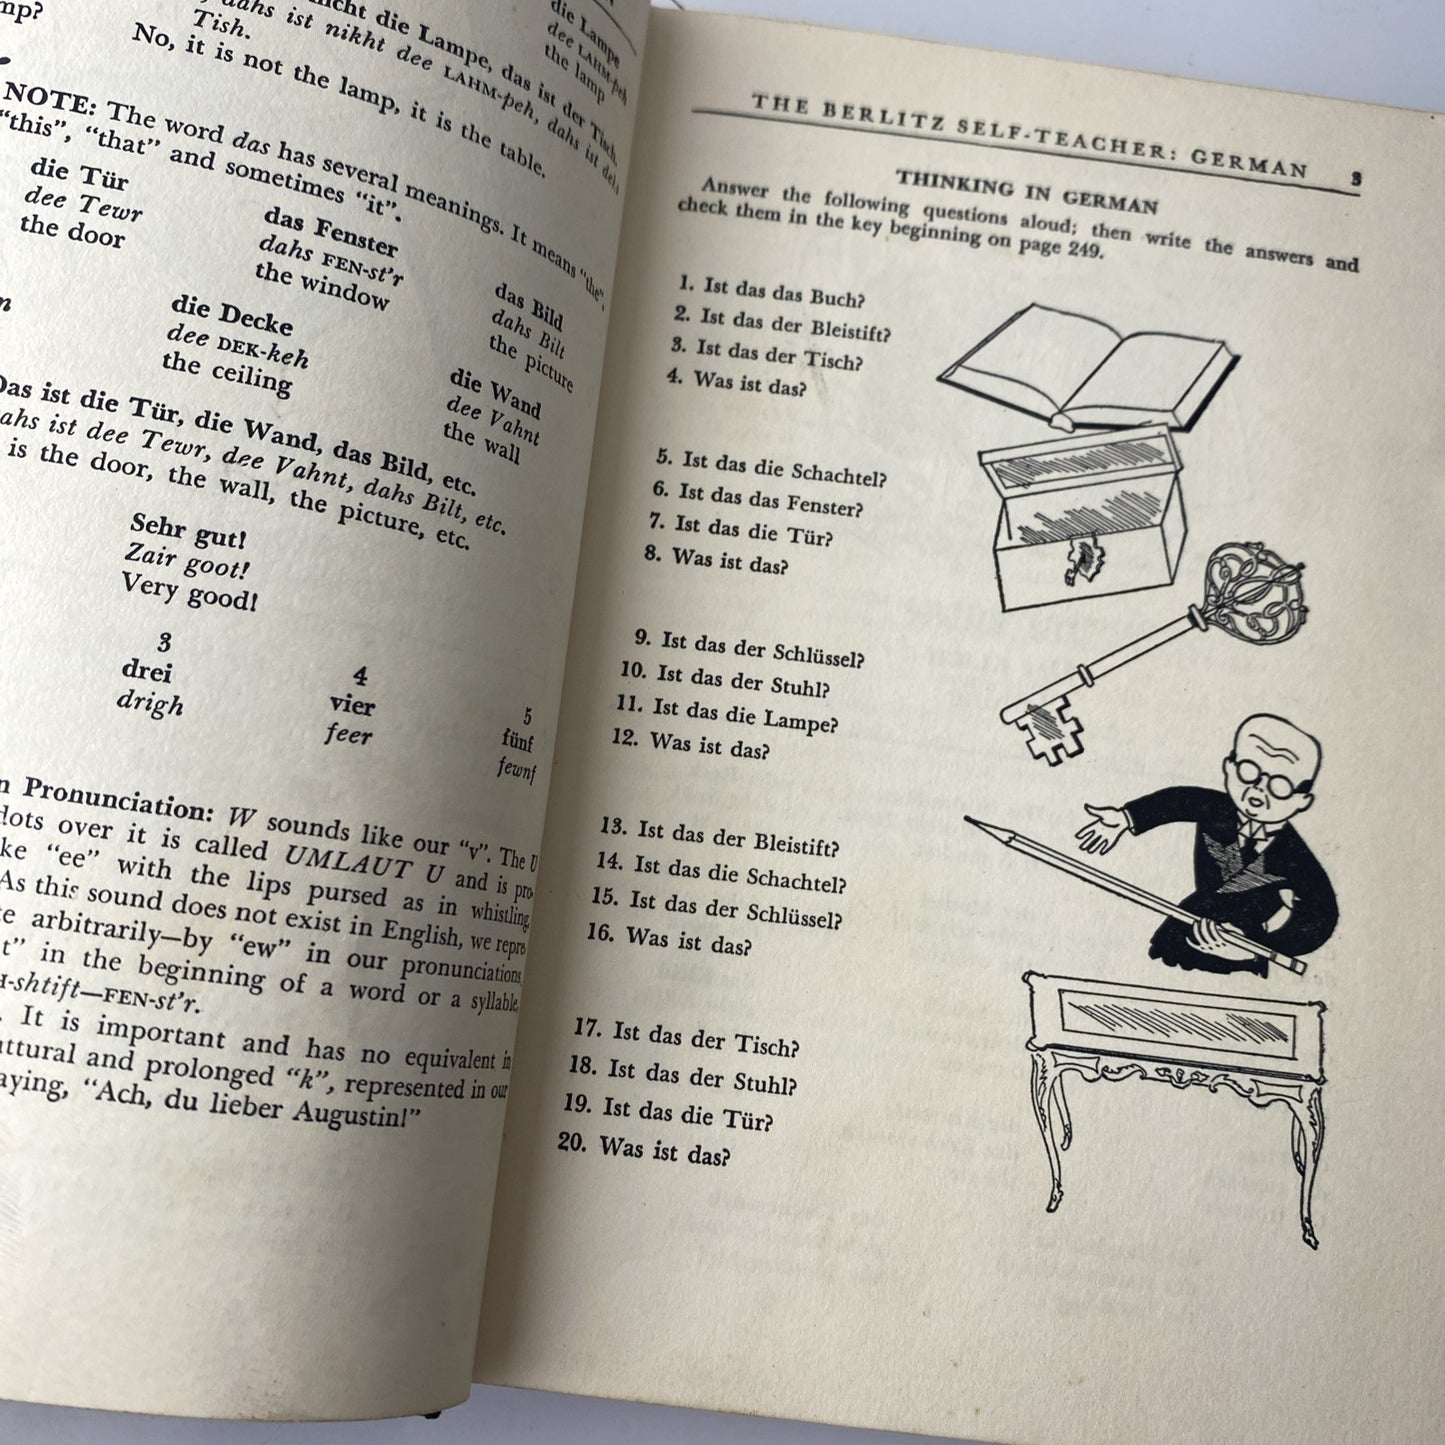 mp?
nicht die Lampe, das ist der Tisch.
dahs ist nikht dee LAHM-peh, dahs ist
Tish.
No, it is not the lamp, it is the table.
die Lampe
dee LAHM-peh
the lamp
NOTE: The word das has several meanings. It means "the",
"this", "that" and sometimes "it".
die Tür
dee Tewr
the door
das Fenster
dahs FEN-st'r
the window
das Bild
dahs Bilt
the picture
die Decke
dee DEK-keh
the ceiling
die Wand
dee Vahnt
the wall
Das ist die Tür, die Wand, das Bild, etc.
ahs ist dee Tewr, dee Vahnt, dahs Bilt, etc.
is the door, the wall, the picture, etc.
Sehr gut!
Zair goot!
Very good!
3
drei
drigh
4
vier
feer
5
fünf
fewnf
n Pronunciation: W sounds like our "v". The U
dots over it is called UMLAUT U and is pro-
ke "ee" with the lips pursed as in whistling.
As this sound does not exist in English, we repre-
te arbitrarily—by "ew" in our pronunciations.
t" in the beginning of a word or a syllable.
H-shtift—FEN-st'r.
. It is important and has no equivalent in
ttural and prolonged "k", represented in our
aying, "Ach, du lieber Augustin!"
THE BERLITZ SELF-TEACHER: GERMAN 3
THINKING IN GERMAN
Answer the following questions aloud; then write the answers and
check them in the key beginning on page 249.
1. Ist das das Buch?
2. Ist das der Bleistift?
3. Ist das der Tisch?
4. Was ist das?
5. Ist das die Schachtel?
6. Ist das das Fenster?
7. Ist das die Tür?
8. Was ist das?
9. Ist das der Schlüssel?
10. Ist das der Stuhl?
11. Ist das die Lampe?
12. Was ist das?
13. Ist das der Bleistift?
14. Ist das die Schachtel?
15. Ist das der Schlüssel?
16. Was ist das?
17. Ist das der Tisch?
18. Ist das der Stuhl?
19. Ist das die Tür?
20. Was ist das?